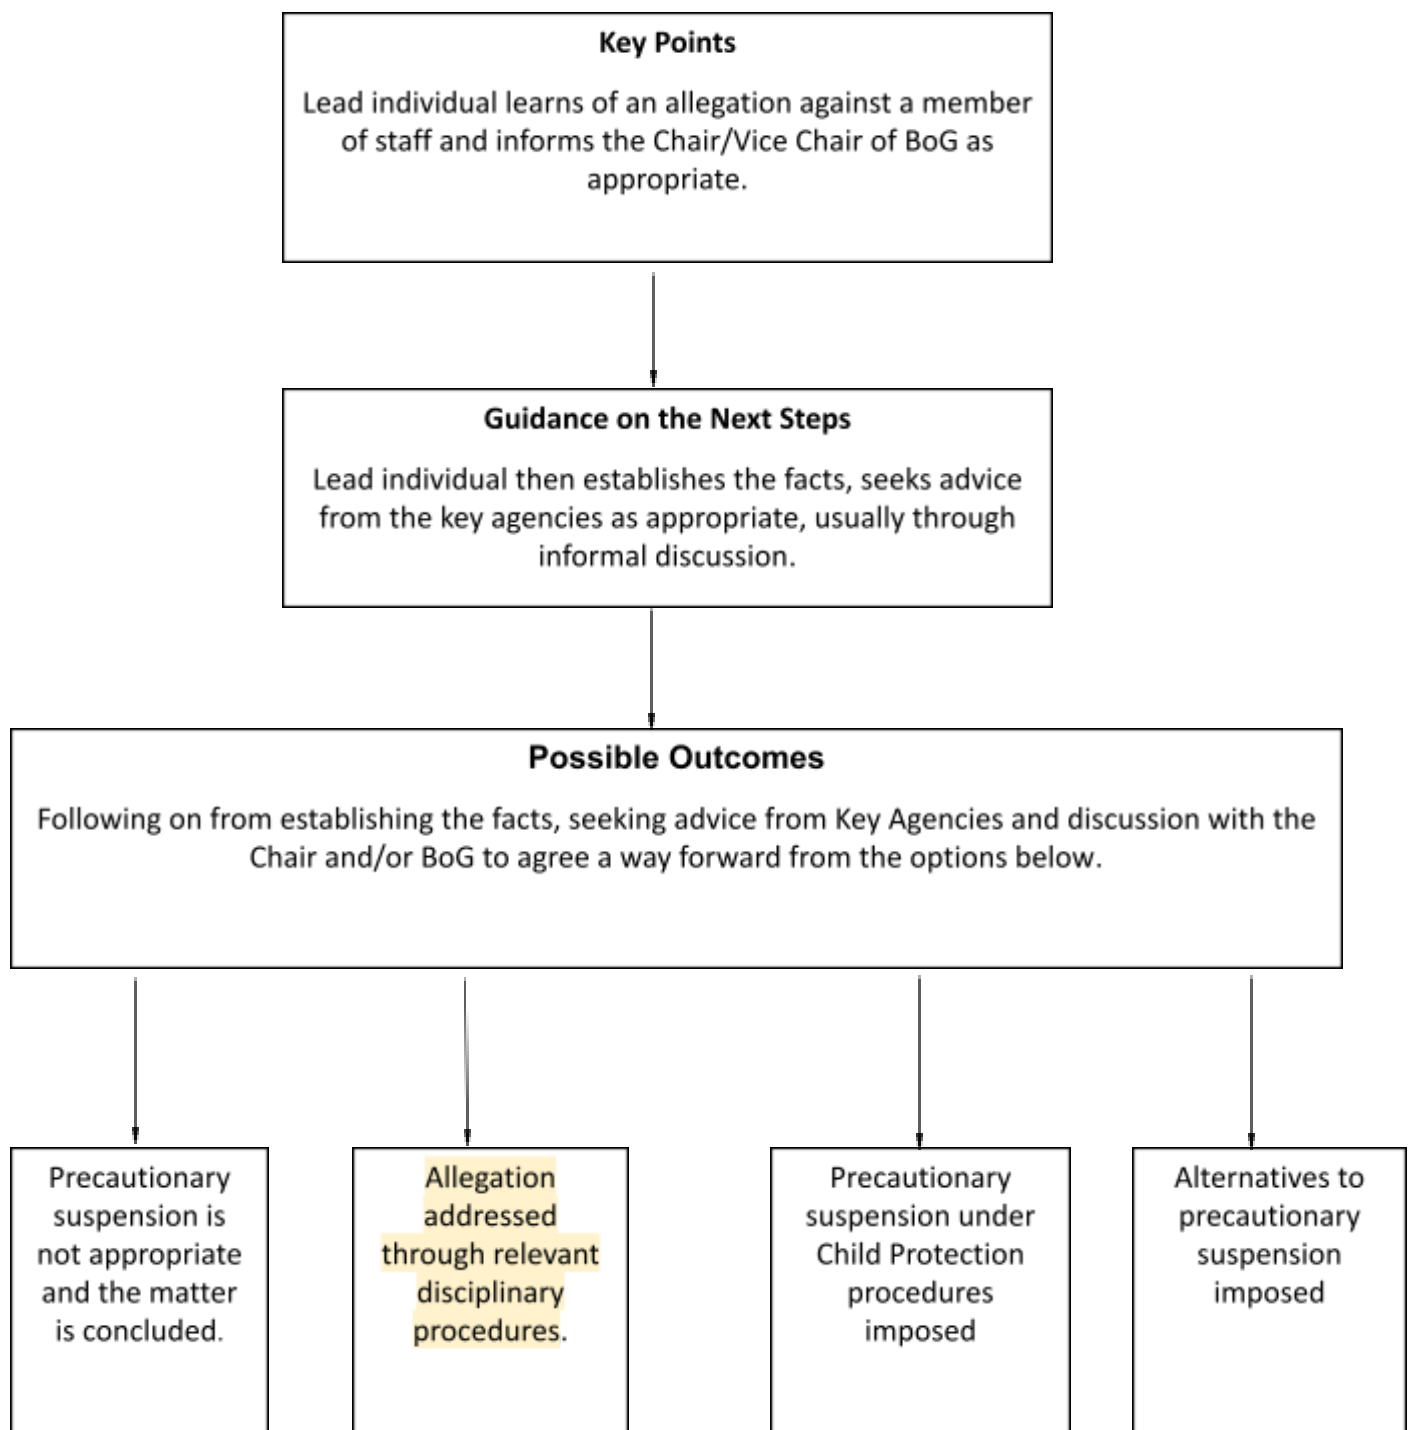 Key Points
Lead individual learns of an allegation against a member
of staff and informs the Chair/Vice Chair of BoG as
appropriate.
Guidance on the Next Steps
Lead individual then establishes the facts, seeks advice
from the key agencies as appropriate, usually through
informal discussion.
Possible Outcomes
Following on from establishing the facts, seeking advice from Key Agencies and discussion with the
Chair and/or BoG to agree a way forward from the options below.
Precautionary
suspension is
not appropriate
and the matter
is concluded.
Allegation
addressed
through relevant
disciplinary
procedures.
Precautionary
suspension under
Child Protection
procedures
imposed
Alternatives to
precautionary
suspension
imposed